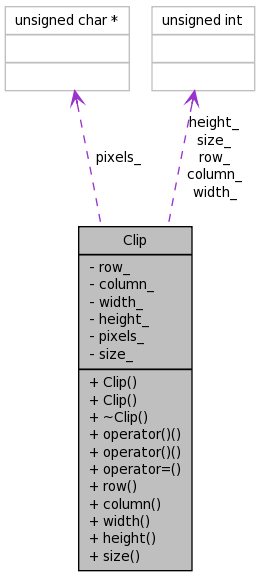 unsigned char *
unsigned int
pixels_
height_
size_
row_
column_
width_
Clip
- row_
- column_
- width_
- height_
- pixels_
- size_
+ Clip()
+ Clip()
+ ~Clip()
+ operator()()
+ operator()()
+ operator=()
+ row()
+ column()
+ width()
+ height()
+ size()